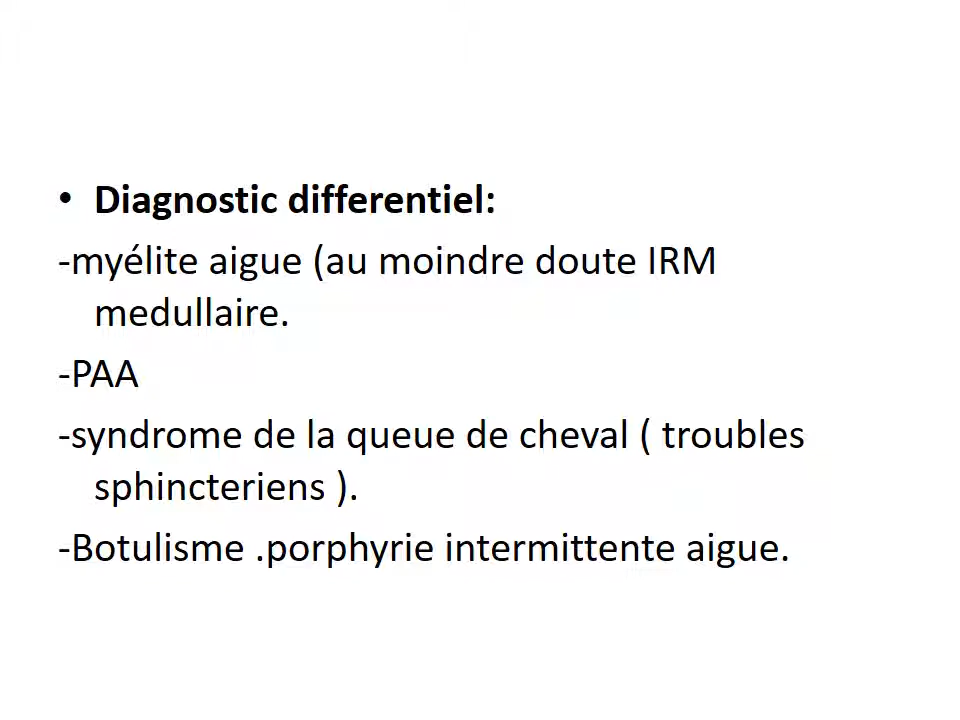 • Diagnostic differentiel:
-myélite aigue (au moindre doute IRM
medullaire.
-PAA
-syndrome de la queue de cheval ( troubles
sphincteriens ).
-Botulisme .porphyrie intermittente aigue.